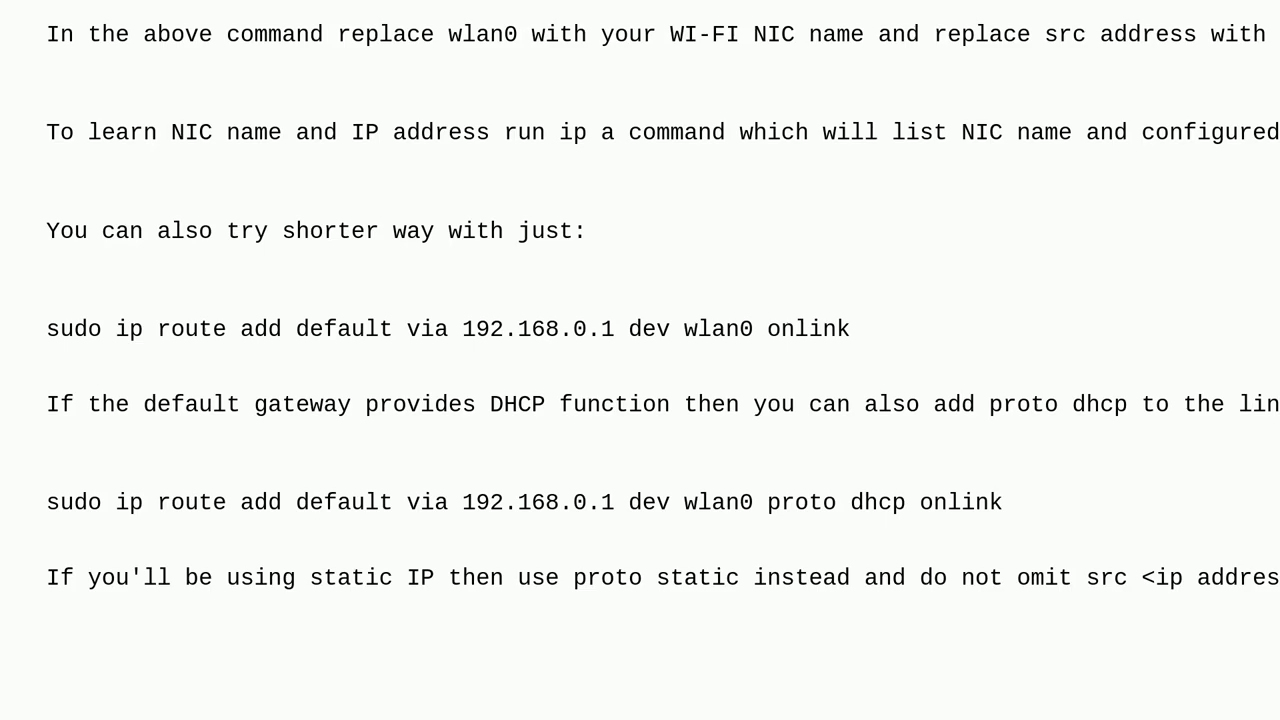 In the above command replace wlan0 with your WI-FI NIC name and replace src address with
To learn NIC name and IP address run ip a command which will list NIC name and configured
You can also try shorter way with just:
sudo ip route add default via 192.168.0.1 dev wlan0 onlink
If the default gateway provides DHCP function then you can also add proto dhcp to the lin
sudo ip route add default via 192.168.0.1 dev wlan0 proto dhcp onlink
If you'll be using static IP then use proto static instead and do not omit src <ip addres